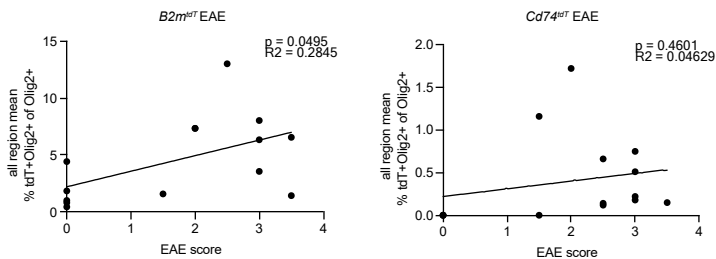 B2m^tdT EAE
p = 0.0495
R2 = 0.2845
15
10
5
0
0 1 2 3 4
EAE score
all region mean
% tdT+Olig2+ of Olig2+
Cd74^tdT EAE
p = 0.4601
R2 = 0.04629
2.0
1.5
1.0
0.5
0.0
0 1 2 3 4
EAE score
all region mean
% tdT+Olig2+ of Olig2+